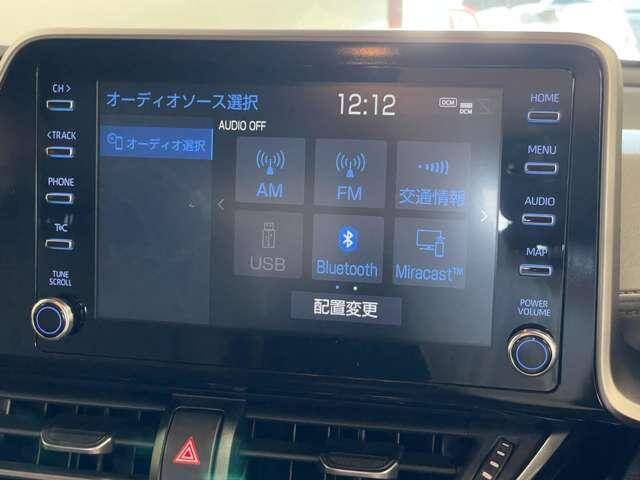 CH >
< TRACK
PHONE
T&C
TUNE
SCROLL
オーディオソース選択
12:12
DCM
DCM
AUDIO OFF
オーディオ選択
AM
FM
交通情報
USB
Bluetooth
Miracast™
配置変更
HOME
MENU
AUDIO
MAP
POWER
VOLUME